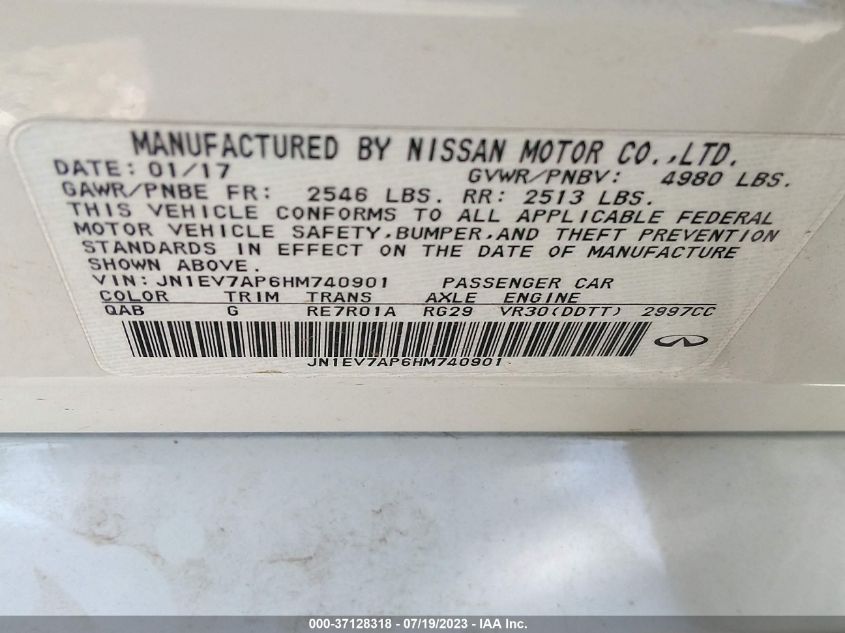 MANUFACTURED BY NISSAN MOTOR CO.,LTD.
DATE: 01/17 GVWR/PNBV: 4980 LBS.
GAWR/PNBE FR: 2546 LBS. RR: 2513 LBS.
THIS VEHICLE CONFORMS TO ALL APPLICABLE FEDERAL
MOTOR VEHICLE SAFETY,BUMPER,AND THEFT PREVENTION
STANDARDS IN EFFECT ON THE DATE OF MANUFACTURE
SHOWN ABOVE.
VIN: JN1EV7AP6HM740901 PASSENGER CAR
COLOR TRIM TRANS AXLE ENGINE
QAB G RE7R01A RG29 VR30(DDTT) 2997CC
JN1EV7AP6HM740901
000-37128318 - 07/19/2023 - IAA Inc.